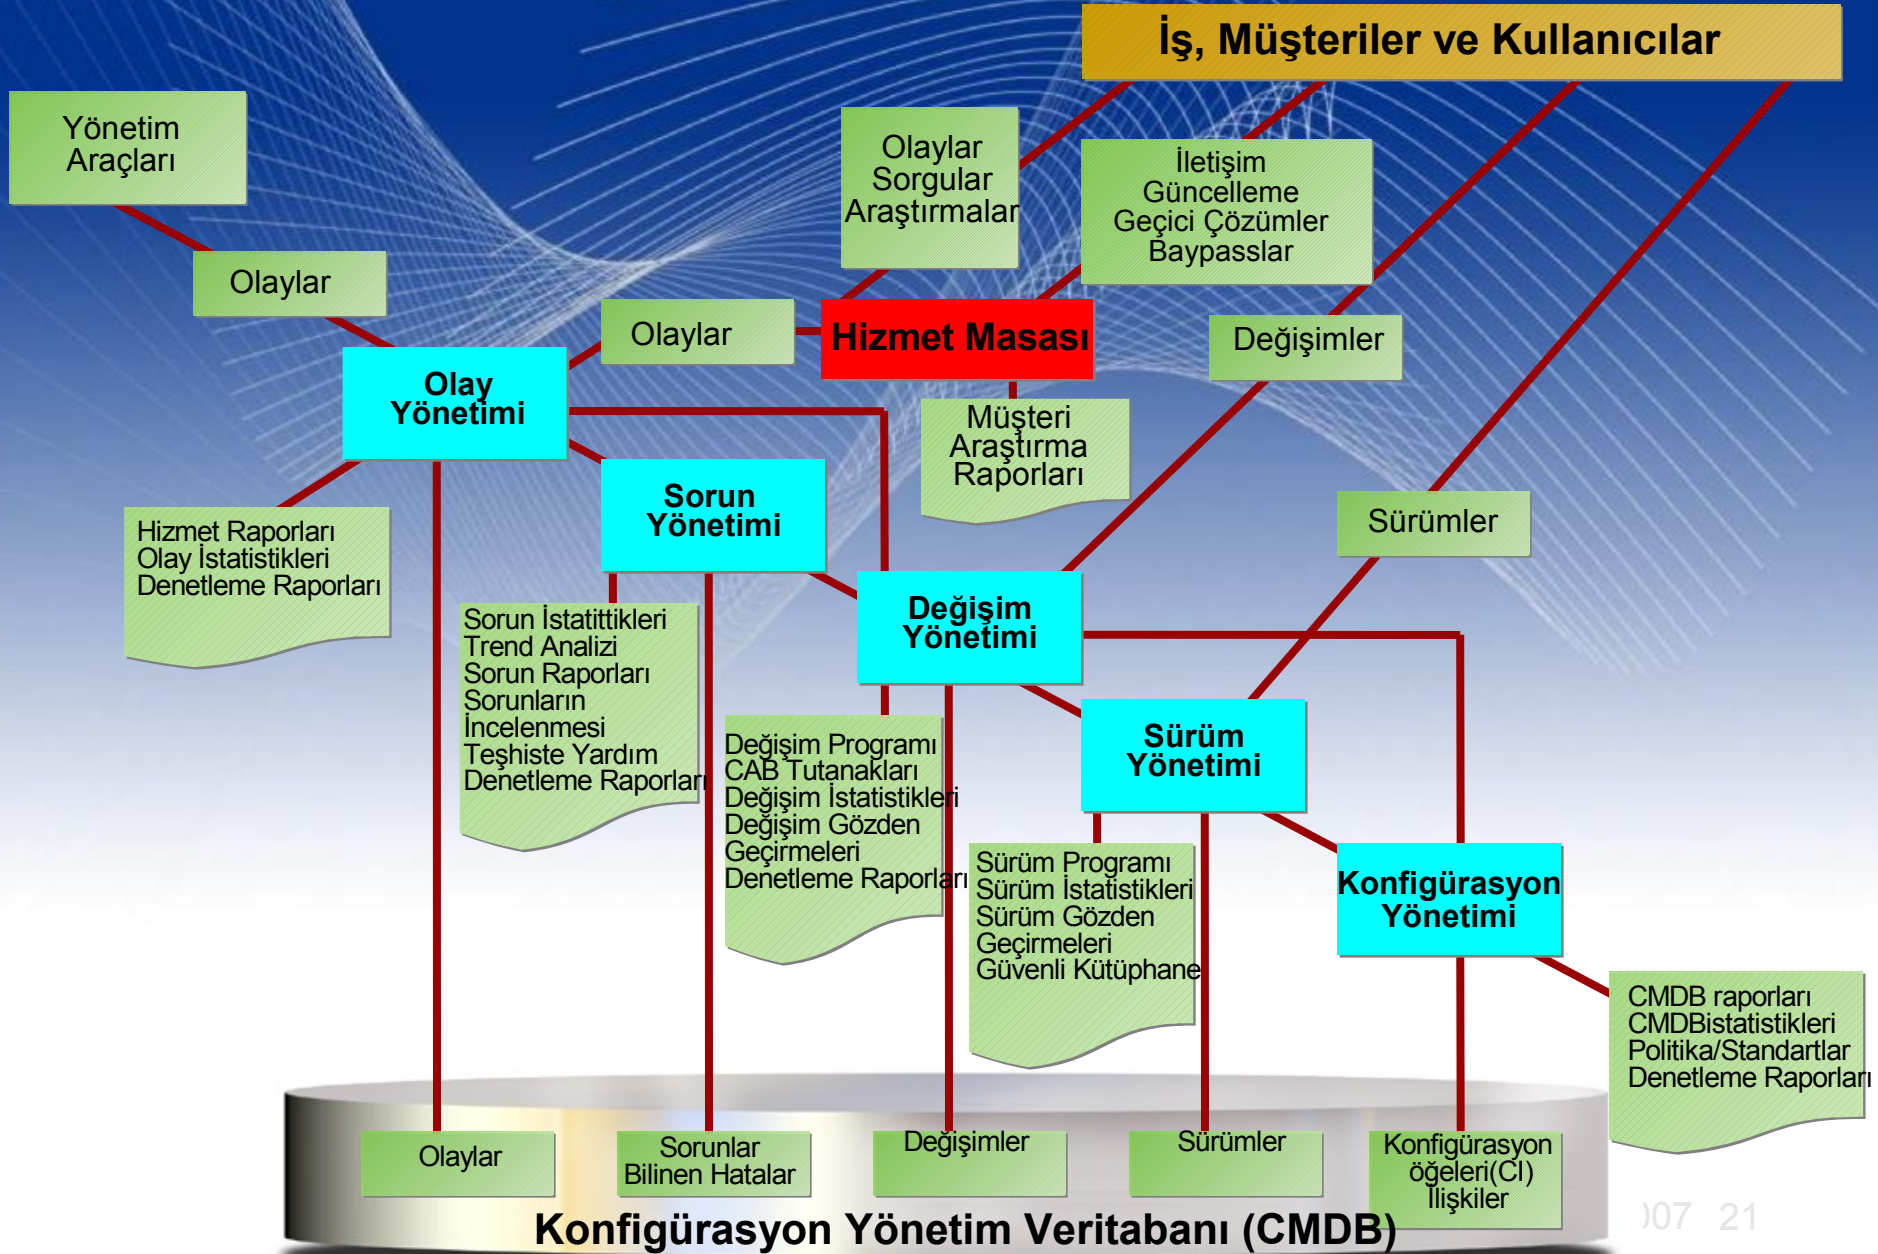 İş, Müşteriler ve Kullanıcılar
Yönetim
Araçları
Olaylar
Sorgular
Araştırmalar
İletişim
Güncelleme
Geçici Çözümler
Baypasslar
Olaylar
Olaylar
Hizmet Masası
Değişimler
Olay
Yönetimi
Müşteri
Araştırma
Raporları
Sorun
Yönetimi
Sürümler
Hizmet Raporları
Olay İstatistikleri
Denetleme Raporları
Değişim
Yönetimi
Sorun İstatittikleri
Trend Analizi
Sorun Raporları
Sorunların
İncelenmesi
Teşhiste Yardım
Denetleme Raporları
Sürüm
Yönetimi
Değişim Programı
CAB Tutanakları
Değişim İstatistikleri
Değişim Gözden
Geçirmeleri
Denetleme Raporları
Sürüm Programı
Sürüm İstatistikleri
Sürüm Gözden
Geçirmeleri
Güvenli Kütüphane
Konfigürasyon
Yönetimi
CMDB raporları
CMDBistatistikleri
Politika/Standartlar
Denetleme Raporları
Olaylar
Sorunlar
Bilinen Hatalar
Değişimler
Sürümler
Konfigürasyon
öğeleri(CI)
İlişkiler
Konfigürasyon Yönetim Veritabanı (CMDB)
21